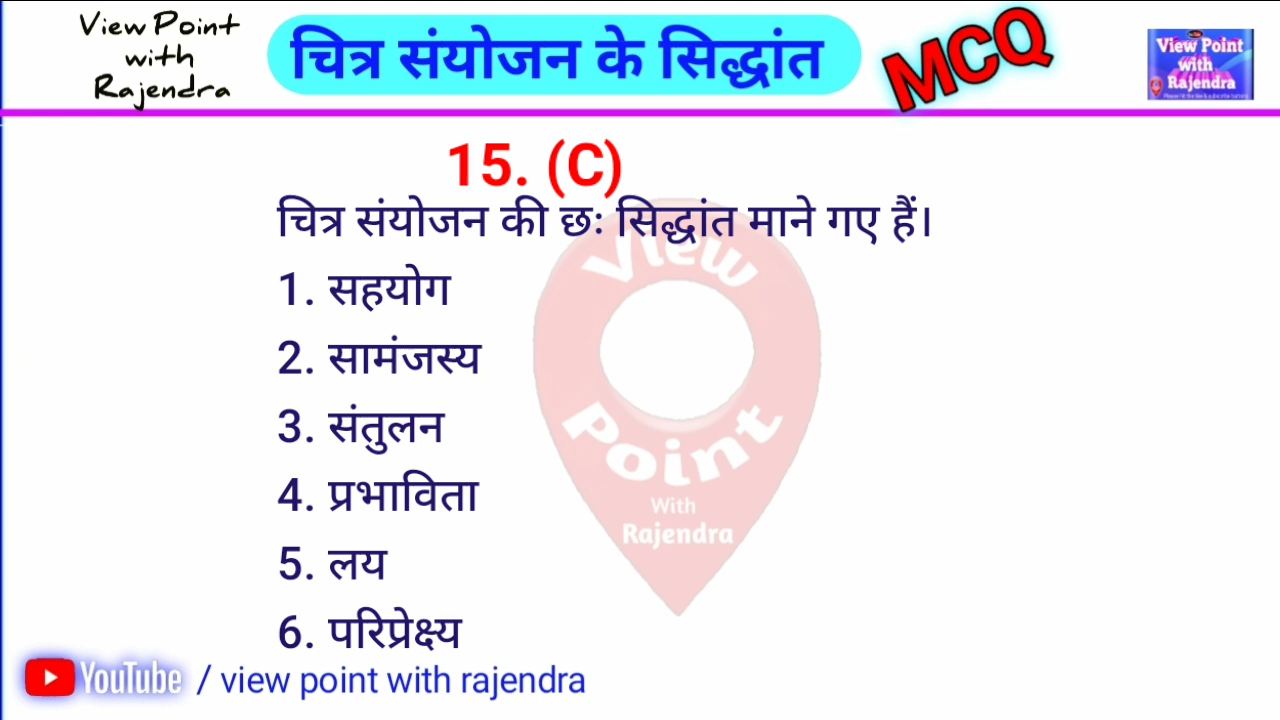 View Point
with
Rajendra
चित्र संयोजन के सिद्धांत
MCQ
View Point
with
Rajendra
15. (C)
चित्र संयोजन की छः सिद्धांत माने गए हैं।
1. सहयोग
2. सामंजस्य
3. संतुलन
4. प्रभाविता
5. लय
6. परिप्रेक्ष्य
View
Point
With
Rajendra
YouTube / view point with rajendra